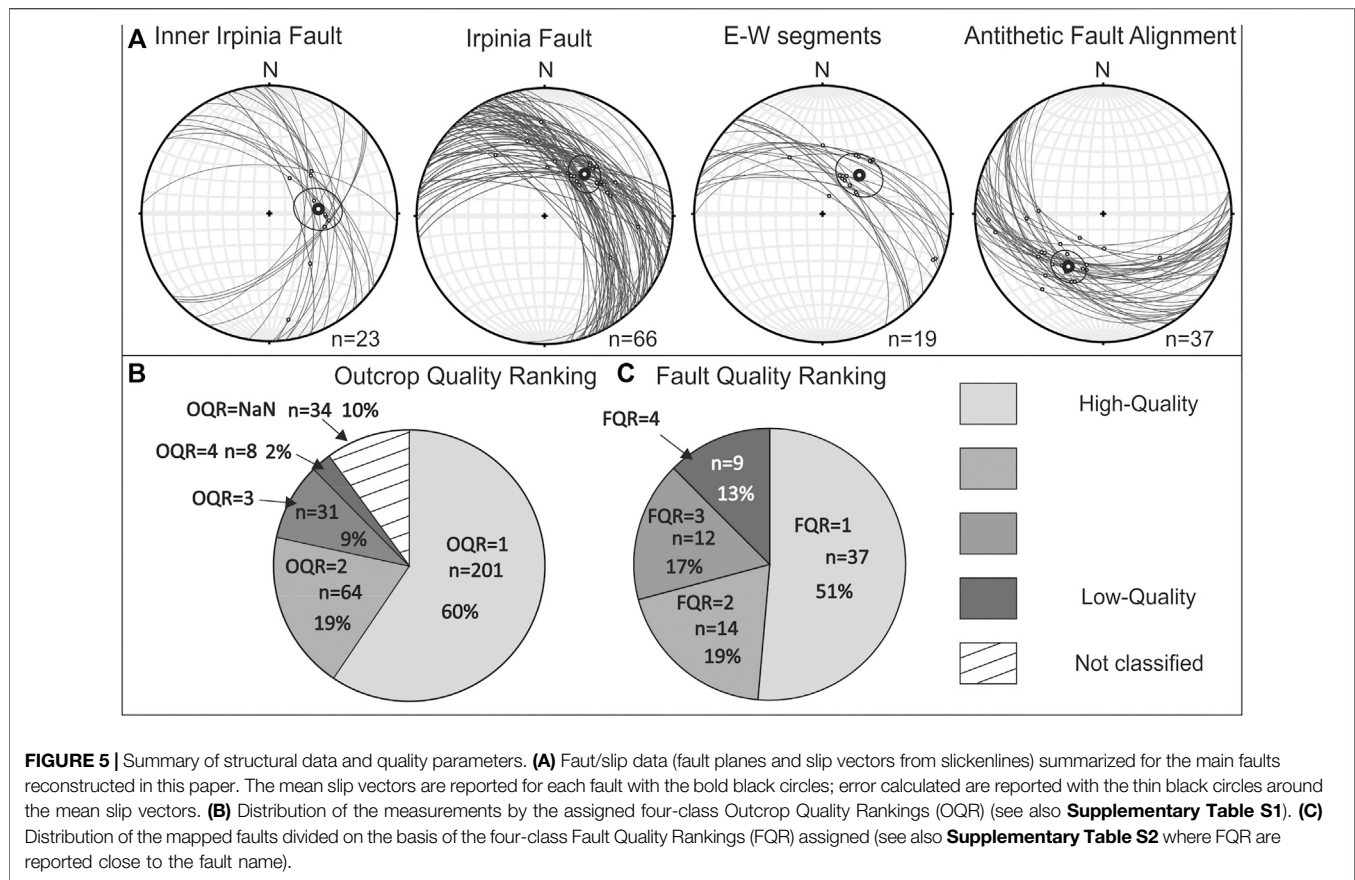 A Inner Irpinia Fault
Irpinia Fault
E-W segments
Antithetic Fault Alignment
N
N
N
N
n=23
n=66
n=19
n=37
B Outcrop Quality Ranking
OQR=NaN n=34 10%
OQR=4 n=8 2%
OQR=3
n=31
9%
OQR=2
n=64
19%
OQR=1
n=201
60%
C Fault Quality Ranking
FQR=4
n=9
13%
FQR=3
n=12
17%
FQR=2
n=14
19%
FQR=1
n=37
51%
High-Quality
Low-Quality
Not classified
FIGURE 5 | Summary of structural data and quality parameters. (A) Faut/slip data (fault planes and slip vectors from slickenlines) summarized for the main faults
reconstructed in this paper. The mean slip vectors are reported for each fault with the bold black circles; error calculated are reported with the thin black circles around
the mean slip vectors. (B) Distribution of the measurements by the assigned four-class Outcrop Quality Rankings (OQR) (see also Supplementary Table S1). (C)
Distribution of the mapped faults divided on the basis of the four-class Fault Quality Rankings (FQR) assigned (see also Supplementary Table S2 where FQR are
reported close to the fault name).